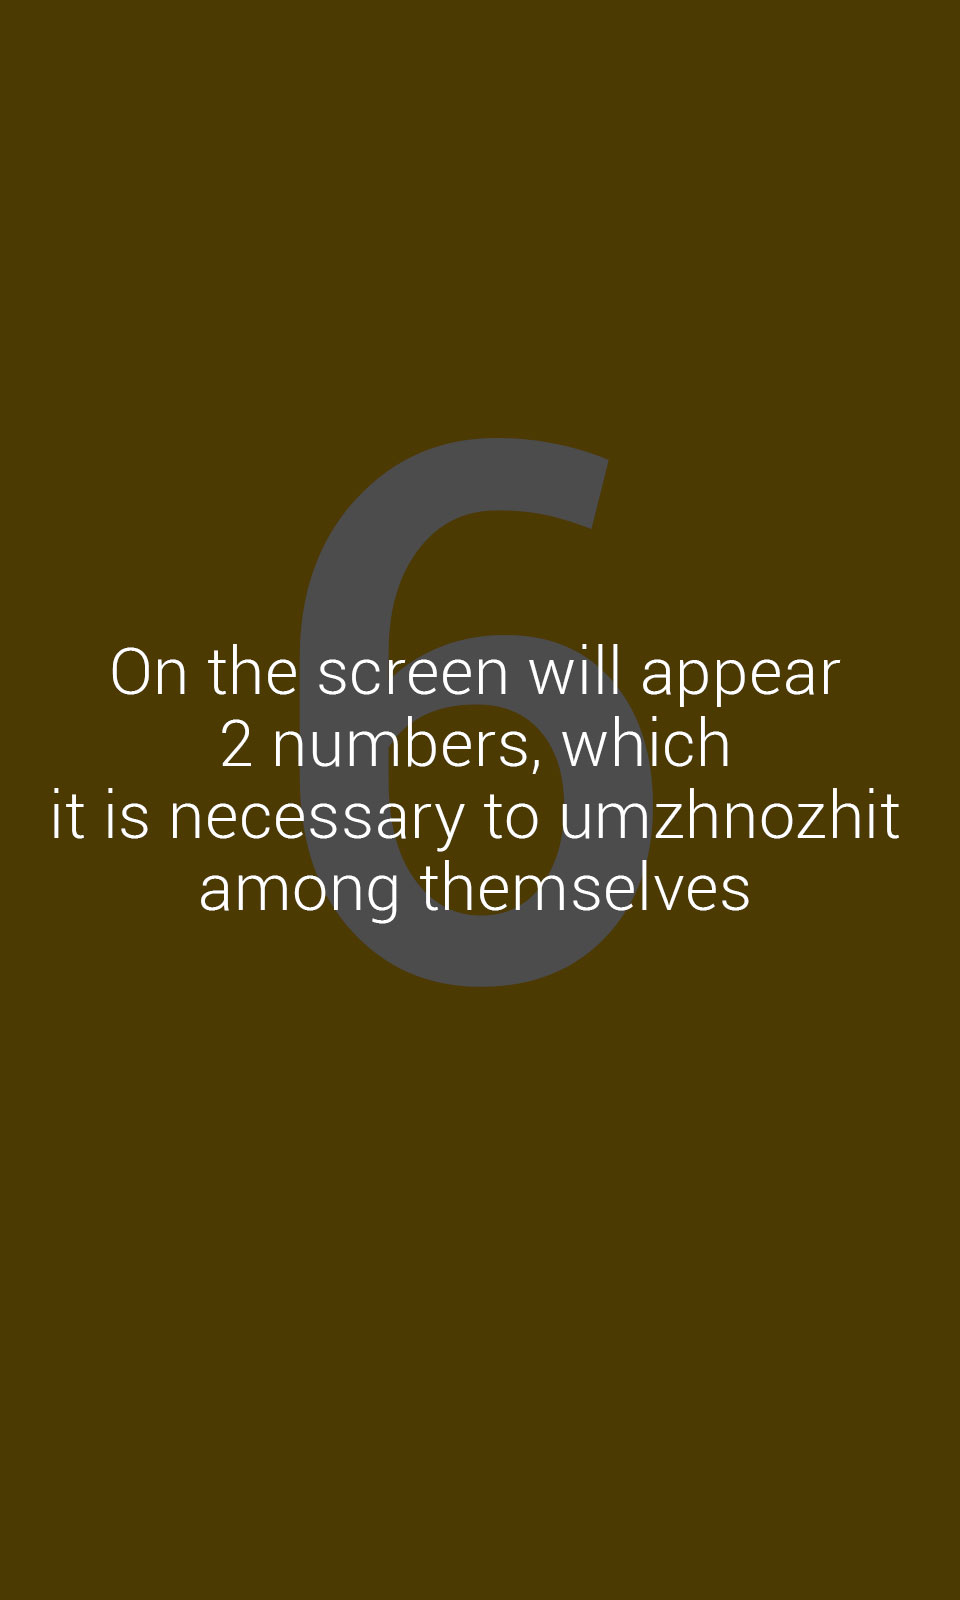 6
On the screen will appear
2 numbers, which
it is necessary to umzhnozhit
among themselves